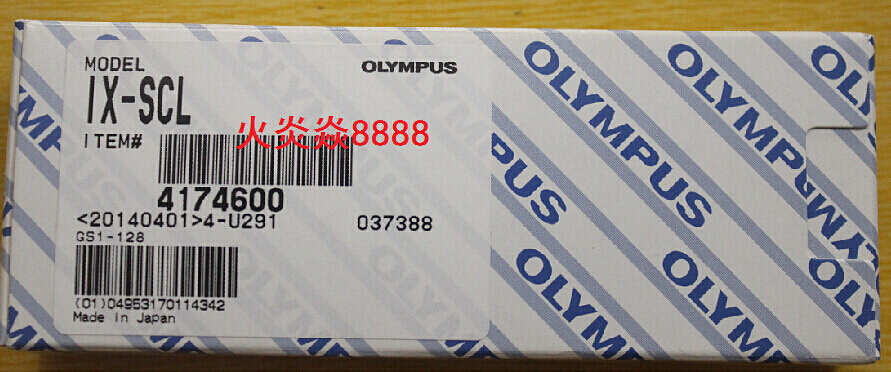 MODEL
OLYMPUS
IX-SCL
火炎焱8888
ITEM#
4174600
<20140401>4-U291
037388
GS1-128
(01)04953170114342
Made in Japan
OLYMPUS
OLYMPUS
OLYMPUS
OLYMPUS